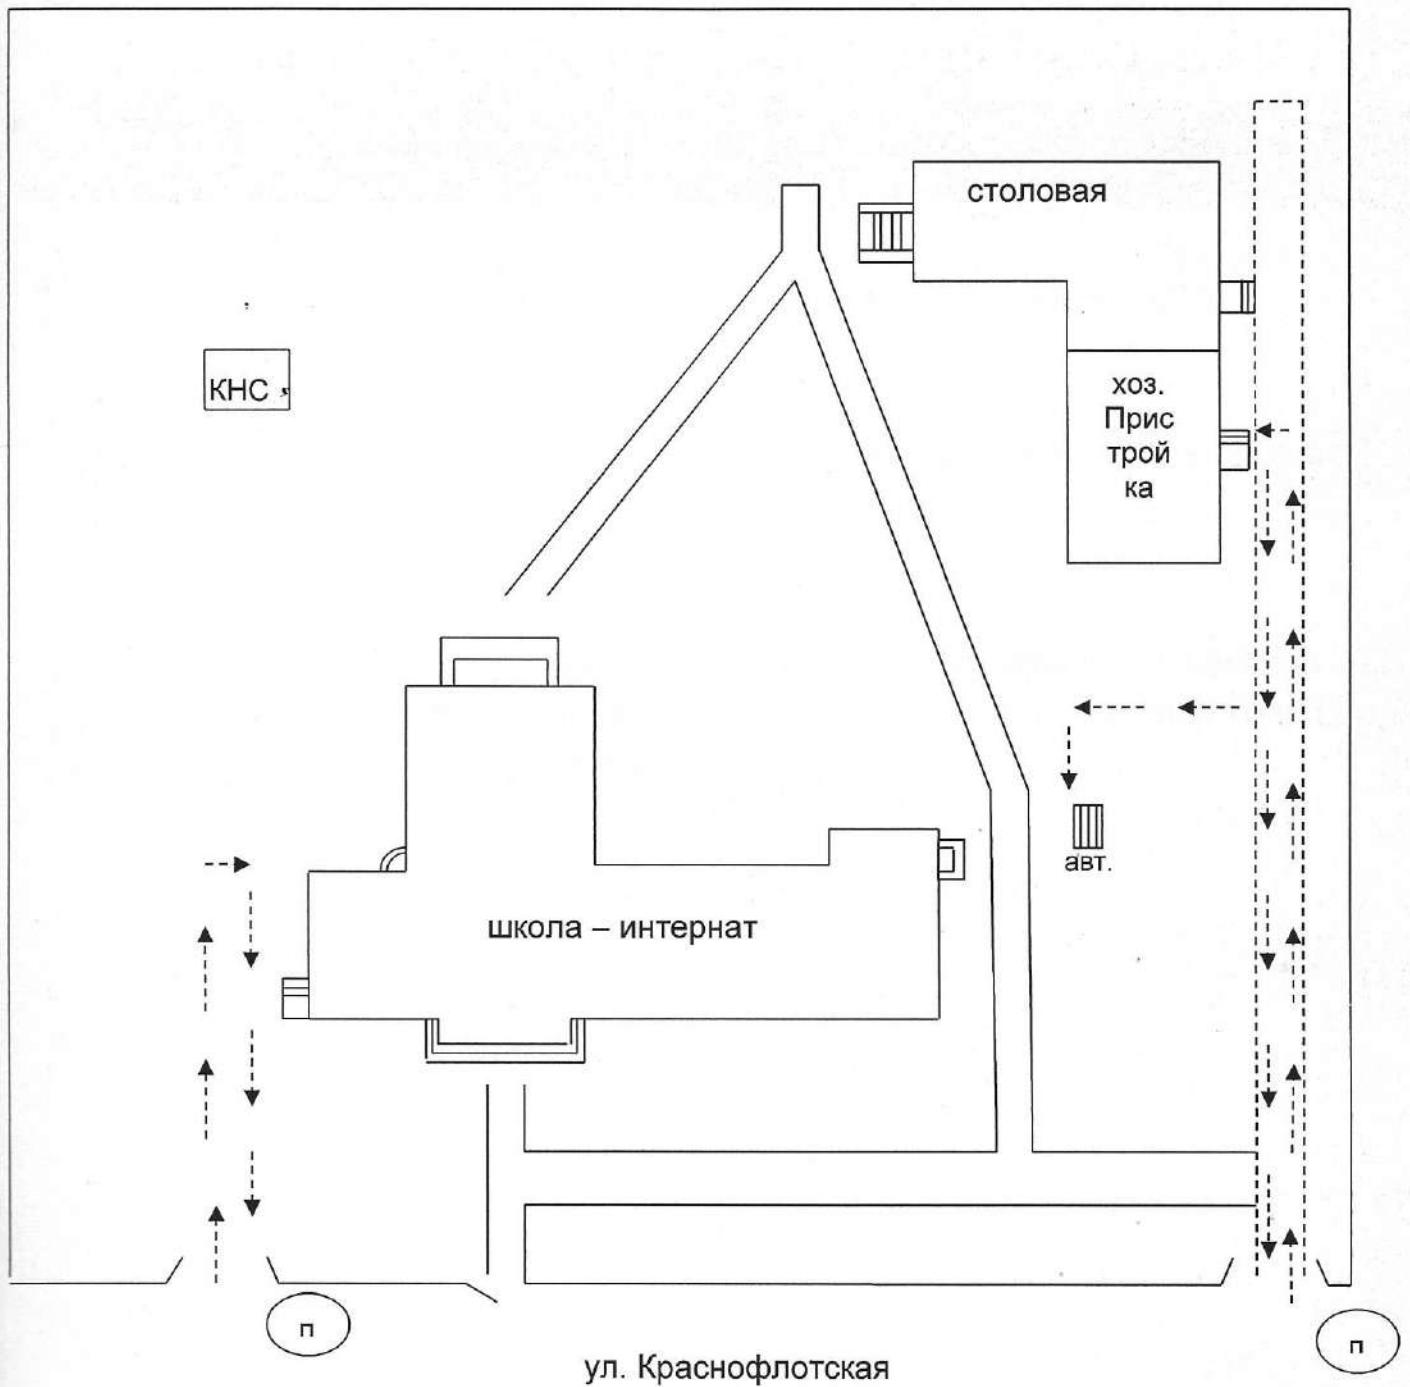 столовая
КНС
хоз.
Прис
трой
ка
авт.
школа – интернат
п
п
ул. Краснофлотская